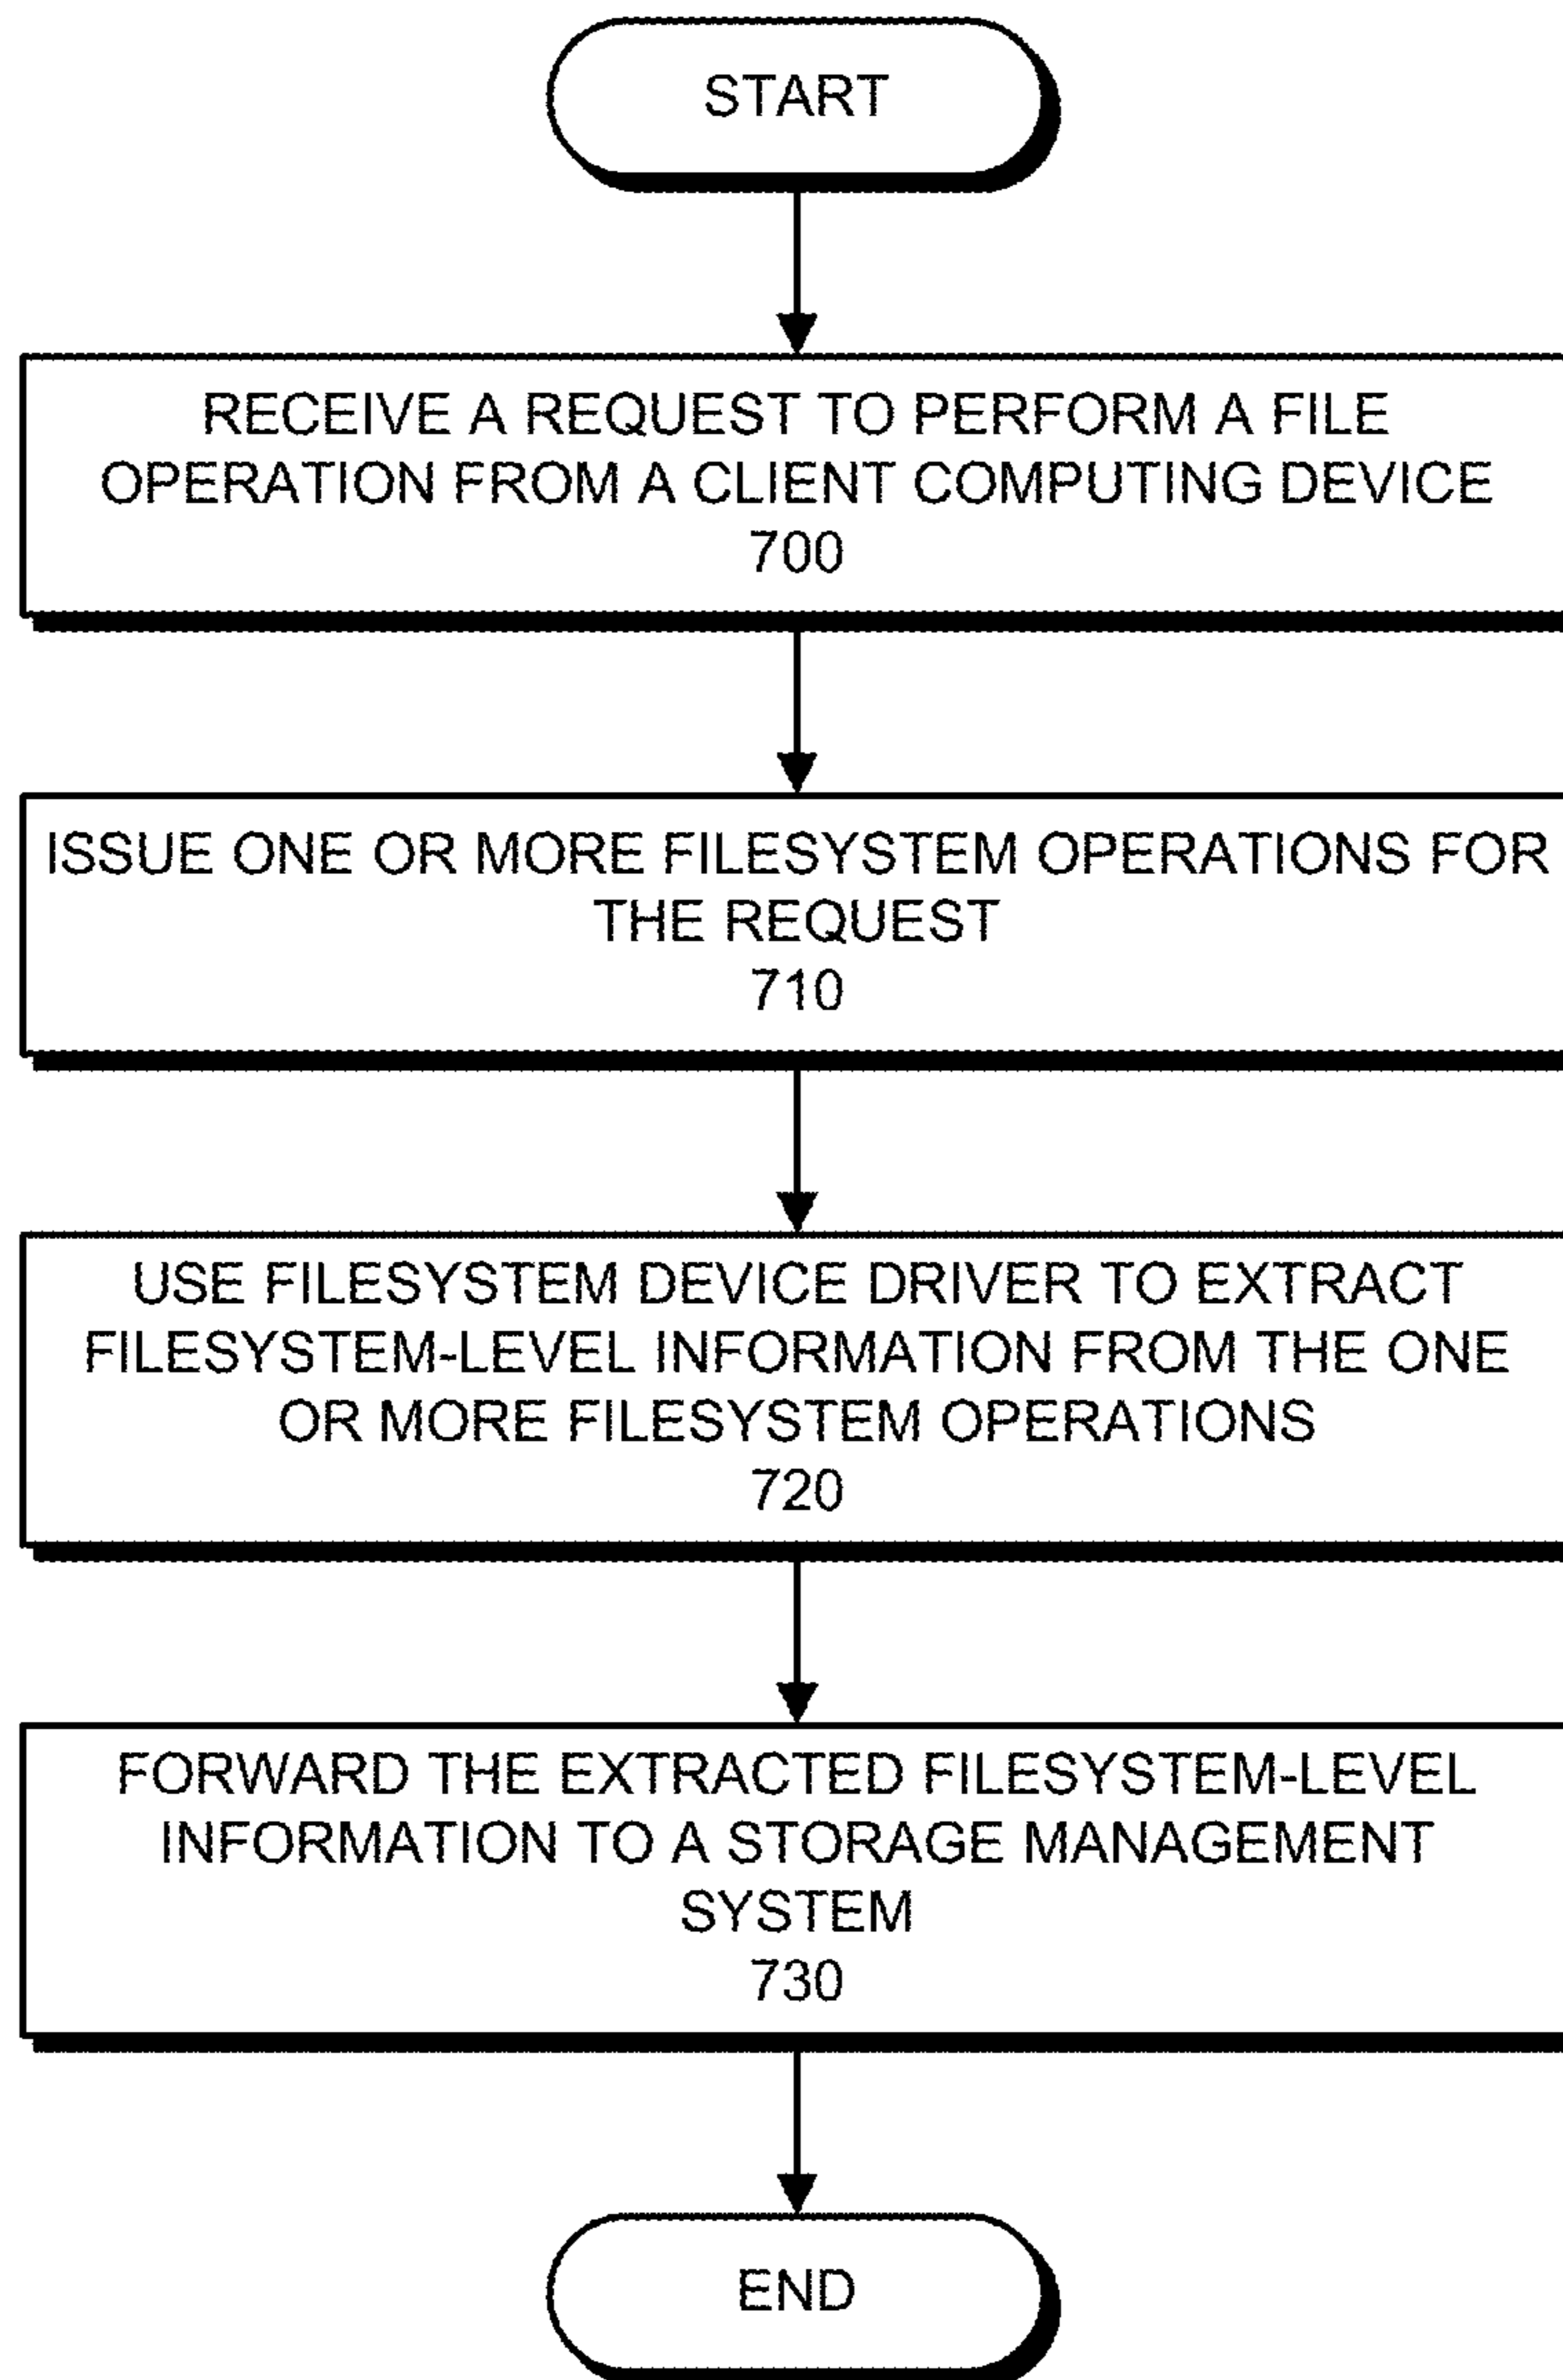 START
RECEIVE A REQUEST TO PERFORM A FILE
OPERATION FROM A CLIENT COMPUTING DEVICE
700
ISSUE ONE OR MORE FILESYSTEM OPERATIONS FOR
THE REQUEST
710
USE FILESYSTEM DEVICE DRIVER TO EXTRACT
FILESYSTEM-LEVEL INFORMATION FROM THE ONE
OR MORE FILESYSTEM OPERATIONS
720
FORWARD THE EXTRACTED FILESYSTEM-LEVEL
INFORMATION TO A STORAGE MANAGEMENT
SYSTEM
730
END